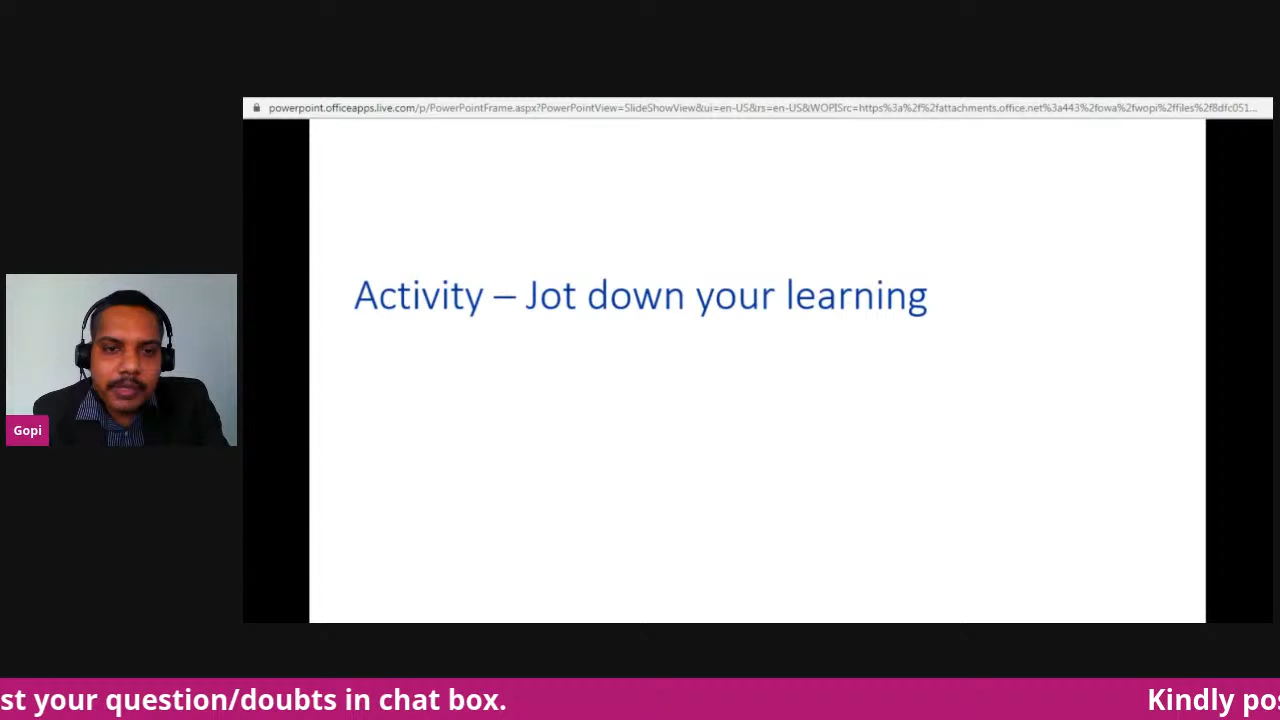 powerpoint.officeapps.live.com/p/PowerPointFrame.aspx?PowerPointView=SlideShowView&ui=en-US&rs=en-US&WOPISrc=https%3a%2f%2fattachments.office.net%3a443%2fowa%2fwopi%2ffiles%2f8dfc051...
Activity – Jot down your learning
Gopi
st your question/doubts in chat box. Kindly pos